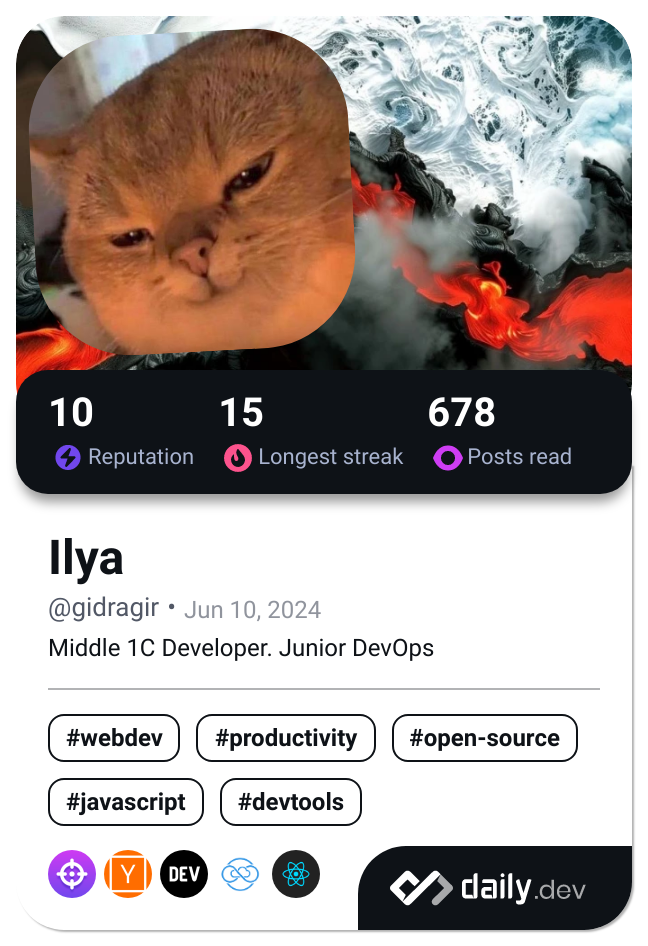 10 15 678
Reputation Longest streak Posts read
Ilya
@gidragir • Jun 10, 2024
Middle 1C Developer. Junior DevOps
#webdev #productivity #open-source
#javascript #devtools
Y DEV
daily.dev